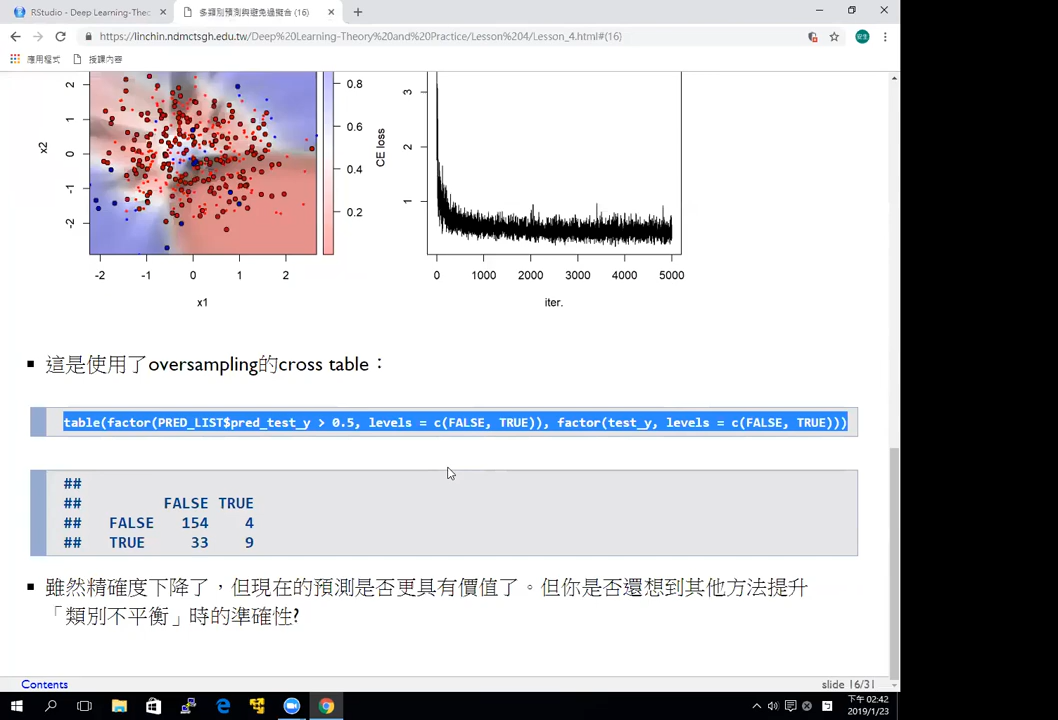 RStudio - Deep Learning-Theo
多類別預測與避免過擬合 (16)
https://linchin.ndmctsgh.edu.tw/Deep%20Learning-Theory%20and%20Practice/Lesson%204/Lesson_4.html#(16)
應用程式
授課內容
2
1
0
-1
-2
x2
-2 -1 0 1 2
x1
0.8
0.6
0.4
0.2
3
2
1
CE loss
0 1000 2000 3000 4000 5000
iter.
這是使用了oversampling的cross table：
table(factor(PRED_LIST$pred_test_y > 0.5, levels = c(FALSE, TRUE)), factor(test_y, levels = c(FALSE, TRUE)))
##
## FALSE TRUE
## FALSE 154 4
## TRUE 33 9
雖然精確度下降了，但現在的預測是否更具有價值了。但你是否還想到其他方法提升
「類別不平衡」時的準確性?
Contents
slide 16/31
下午 02:42
2019/1/23